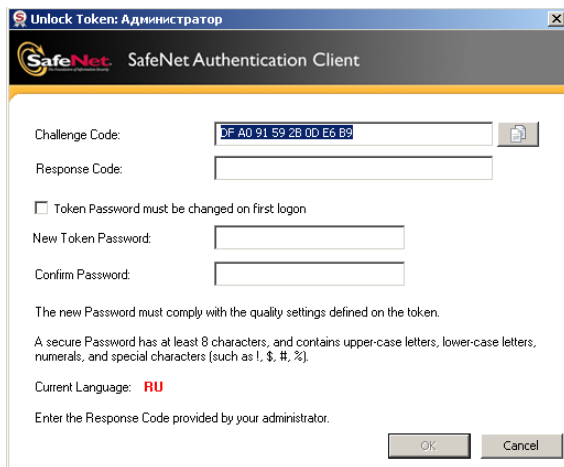 Unlock Token: Администратор
SafeNet. SafeNet Authentication Client
Challenge Code: DF A0 91 59 2B 0D E6 B9
Response Code:
Token Password must be changed on first logon
New Token Password:
Confirm Password:
The new Password must comply with the quality settings defined on the token.
A secure Password has at least 8 characters, and contains upper-case letters, lower-case letters,
numerals, and special characters (such as !, $, #, %).
Current Language: RU
Enter the Response Code provided by your administrator.
OK Cancel